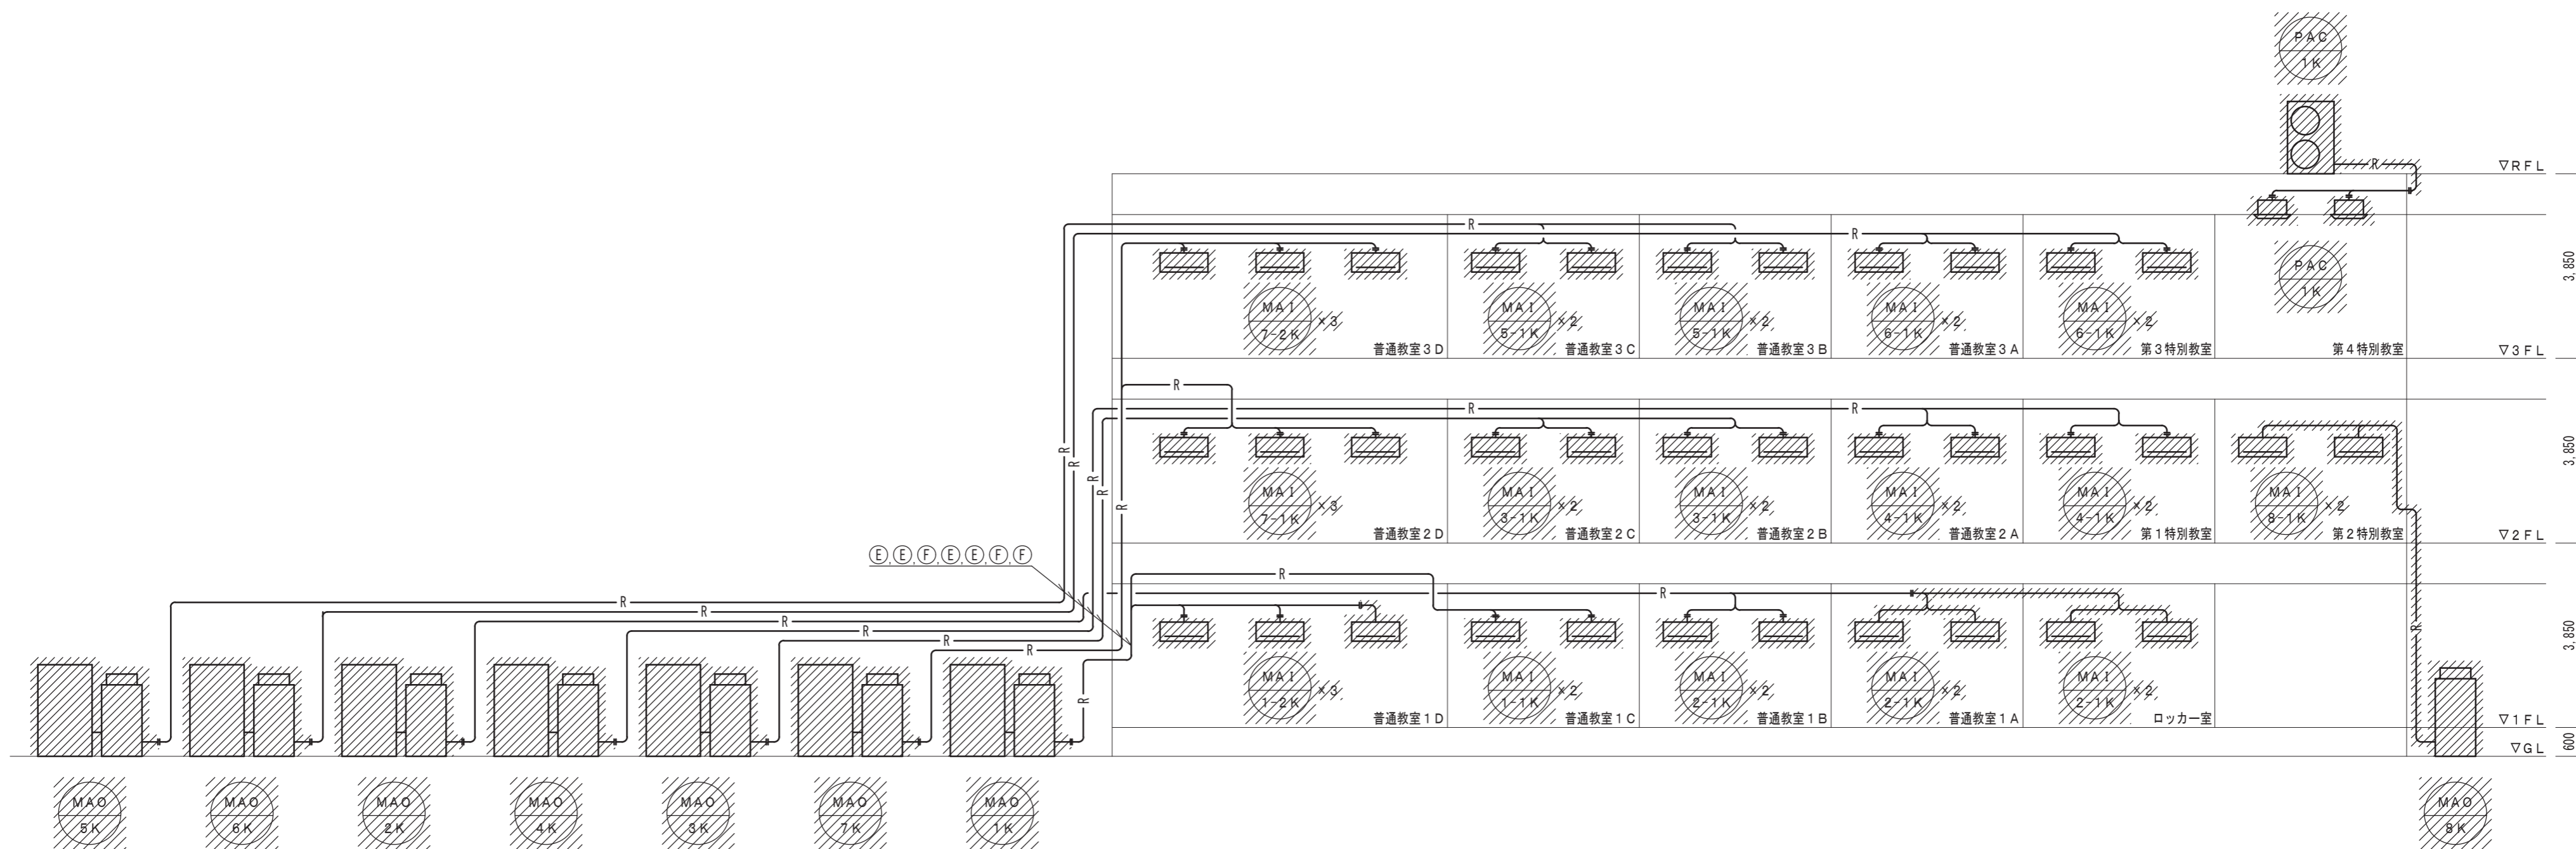 PAC
1K
R
▽RFL
R
R
3,850
MAI
7-2K
×3
普通教室3D
MAI
5-1K
×2
普通教室3C
MAI
5-1K
×2
普通教室3B
MAI
6-1K
×2
普通教室3A
MAI
6-1K
×2
第3特別教室
PAC
1K
第4特別教室
▽3FL
R
R
R
R
R
R
R
R
3,850
MAI
7-1K
×3
普通教室2D
MAI
3-1K
×2
普通教室2C
MAI
3-1K
×2
普通教室2B
MAI
4-1K
×2
普通教室2A
MAI
4-1K
×2
第1特別教室
MAI
8-1K
×2
第2特別教室
▽2FL
Ⓔ,Ⓔ,Ⓕ,Ⓔ,Ⓔ,Ⓕ,Ⓕ
R
R
R
R
R
R
R
R
R
R
3,850
MAI
1-2K
×3
普通教室1D
MAI
1-1K
×2
普通教室1C
MAI
2-1K
×2
普通教室1B
MAI
2-1K
×2
普通教室1A
MAI
2-1K
×2
ロッカー室
▽1FL
600
▽GL
MAO
5K
MAO
6K
MAO
2K
MAO
4K
MAO
3K
MAO
7K
MAO
1K
MAO
8K